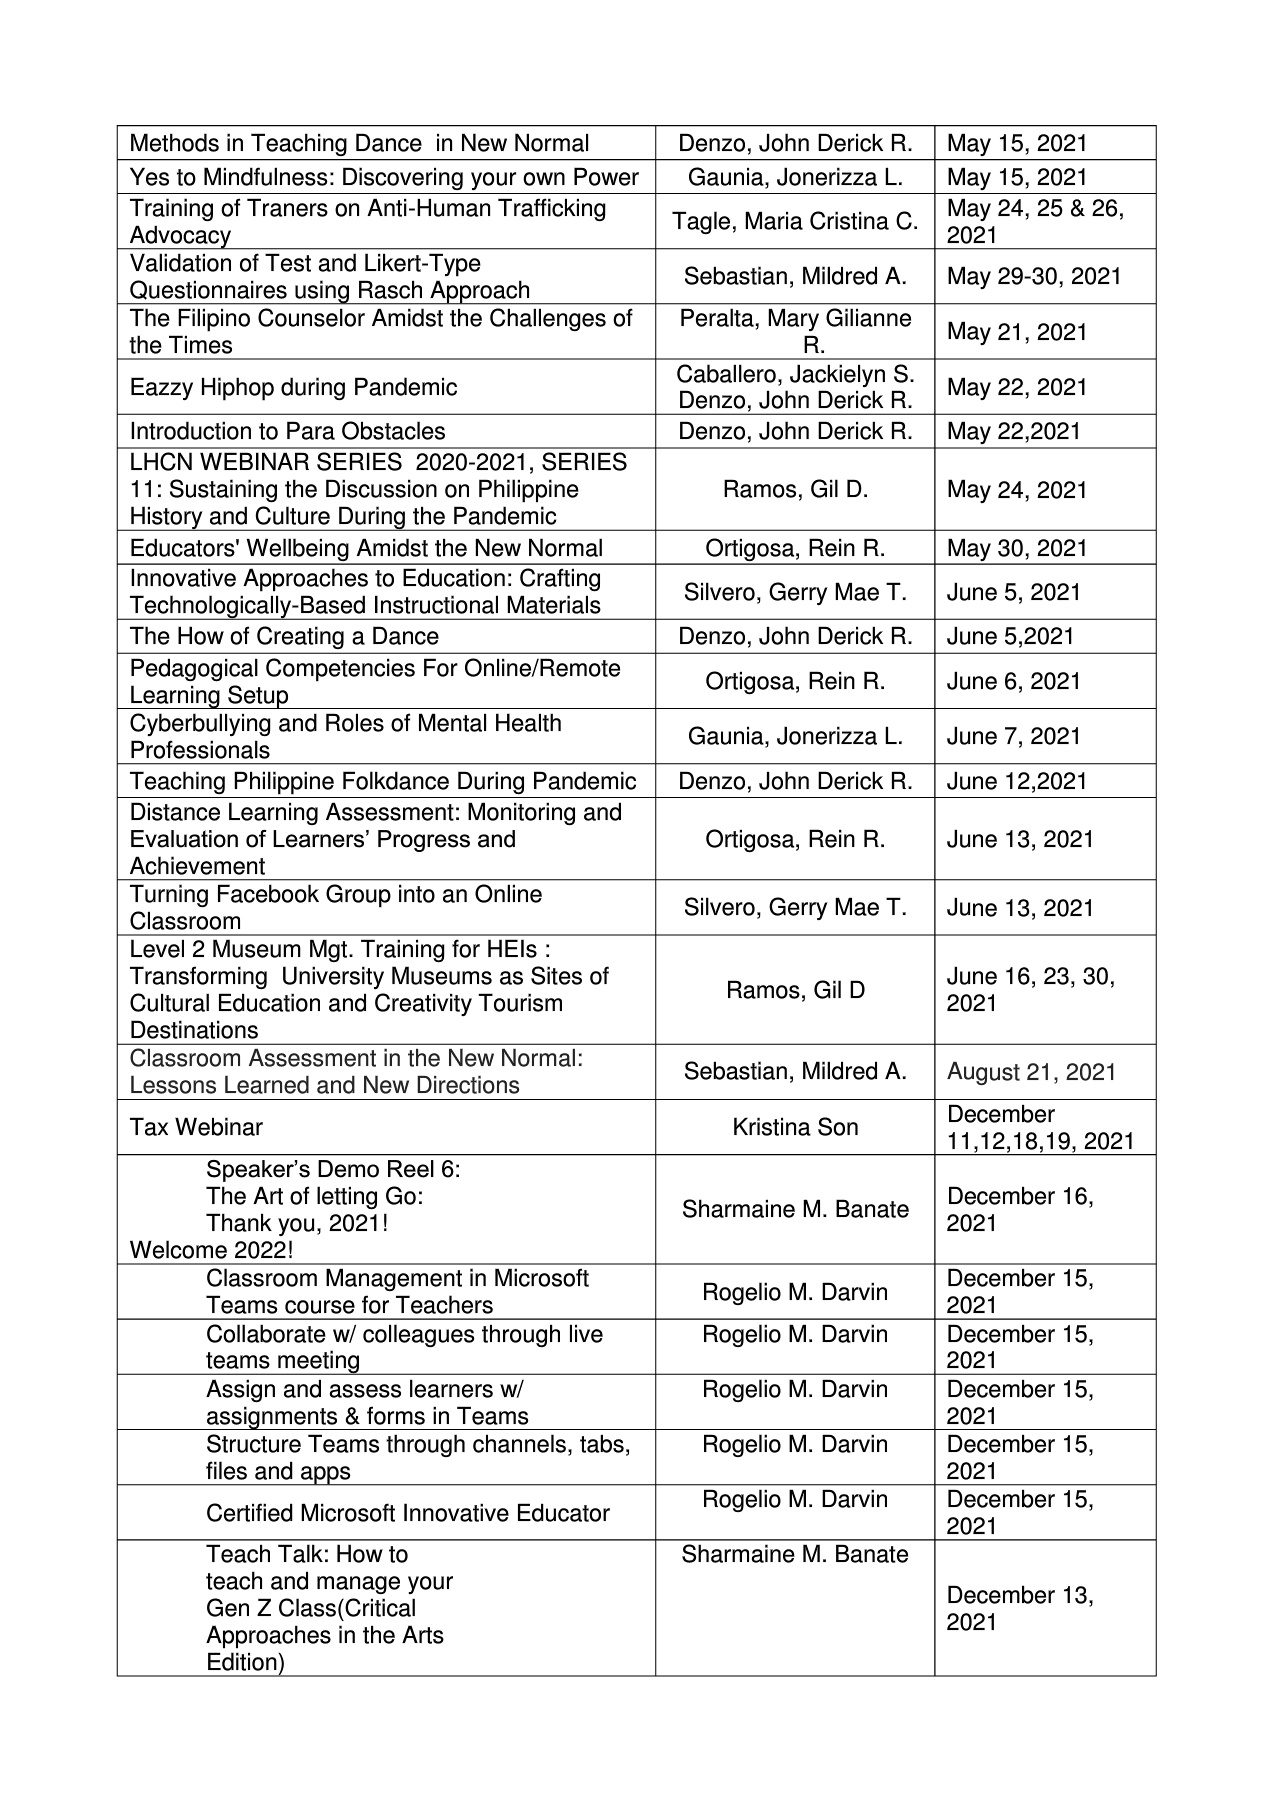 Methods in Teaching Dance  in New Normal
Denzo, John Derick R.
May 15, 2021
Yes to Mindfulness: Discovering your own Power
Gaunia, Jonerizza L.
May 15, 2021
Training of Traners on Anti-Human Trafficking
Advocacy
Tagle, Maria Cristina C.
May 24, 25 & 26,
2021
Validation of Test and Likert-Type
Questionnaires using Rasch Approach
Sebastian, Mildred A.
May 29-30, 2021
The Filipino Counselor Amidst the Challenges of
the Times
Peralta, Mary Gilianne
R.
May 21, 2021
Eazzy Hiphop during Pandemic
Caballero, Jackielyn S.
Denzo, John Derick R.
May 22, 2021
Introduction to Para Obstacles
Denzo, John Derick R.
May 22,2021
LHCN WEBINAR SERIES  2020-2021, SERIES
11: Sustaining the Discussion on Philippine
History and Culture During the Pandemic
Ramos, Gil D.
May 24, 2021
Educators' Wellbeing Amidst the New Normal
Ortigosa, Rein R.
May 30, 2021
Innovative Approaches to Education: Crafting
Technologically-Based Instructional Materials
Silvero, Gerry Mae T.
June 5, 2021
The How of Creating a Dance
Denzo, John Derick R.
June 5,2021
Pedagogical Competencies For Online/Remote
Learning Setup
Ortigosa, Rein R.
June 6, 2021
Cyberbullying and Roles of Mental Health
Professionals
Gaunia, Jonerizza L.
June 7, 2021
Teaching Philippine Folkdance During Pandemic
Denzo, John Derick R.
June 12,2021
Distance Learning Assessment: Monitoring and
Evaluation of Learners’ Progress and
Achievement
Ortigosa, Rein R.
June 13, 2021
Turning Facebook Group into an Online
Classroom
Silvero, Gerry Mae T.
June 13, 2021
Level 2 Museum Mgt. Training for HEIs :
Transforming  University Museums as Sites of
Cultural Education and Creativity Tourism
Destinations
Ramos, Gil D
June 16, 23, 30,
2021
Classroom Assessment in the New Normal:
Lessons Learned and New Directions
Sebastian, Mildred A.
August 21, 2021
Tax Webinar
Kristina Son
December
11,12,18,19, 2021
Speaker’s Demo Reel 6:
The Art of letting Go:
Thank you, 2021!
Welcome 2022!
Sharmaine M. Banate
December 16,
2021
Classroom Management in Microsoft
Teams course for Teachers
Rogelio M. Darvin
December 15,
2021
Collaborate w/ colleagues through live
teams meeting
Rogelio M. Darvin
December 15,
2021
Assign and assess learners w/
assignments & forms in Teams
Rogelio M. Darvin
December 15,
2021
Structure Teams through channels, tabs,
files and apps
Rogelio M. Darvin
December 15,
2021
Certified Microsoft Innovative Educator
Rogelio M. Darvin
December 15,
2021
Teach Talk: How to
teach and manage your
Gen Z Class(Critical
Approaches in the Arts
Edition)
Sharmaine M. Banate
December 13,
2021